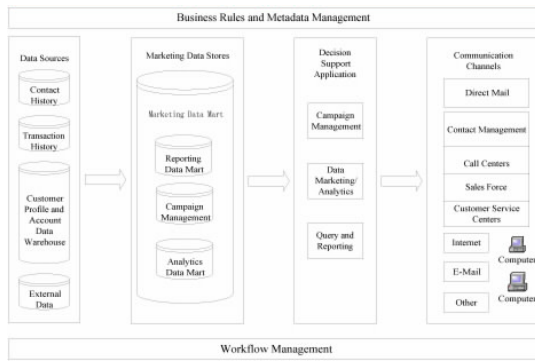 Business Rules and Metadata Management
Data Sources
Contact
History
Transaction
History
Customer
Profile and
Account
Data
Warehouse
External
Data
Marketing Data Stores
Marketing Data Mart
Reporting
Data Mart
Campaign
Management
Analytics
Data Mart
Decision
Support
Application
Campaign
Management
Data
Marketing/
Analytics
Query and
Reporting
Communication
Channels
Direct Mail
Contact Management
Call Centers
Sales Force
Customer Service
Centers
Internet
Computer
E-Mail
Computer
Other
Workflow Management